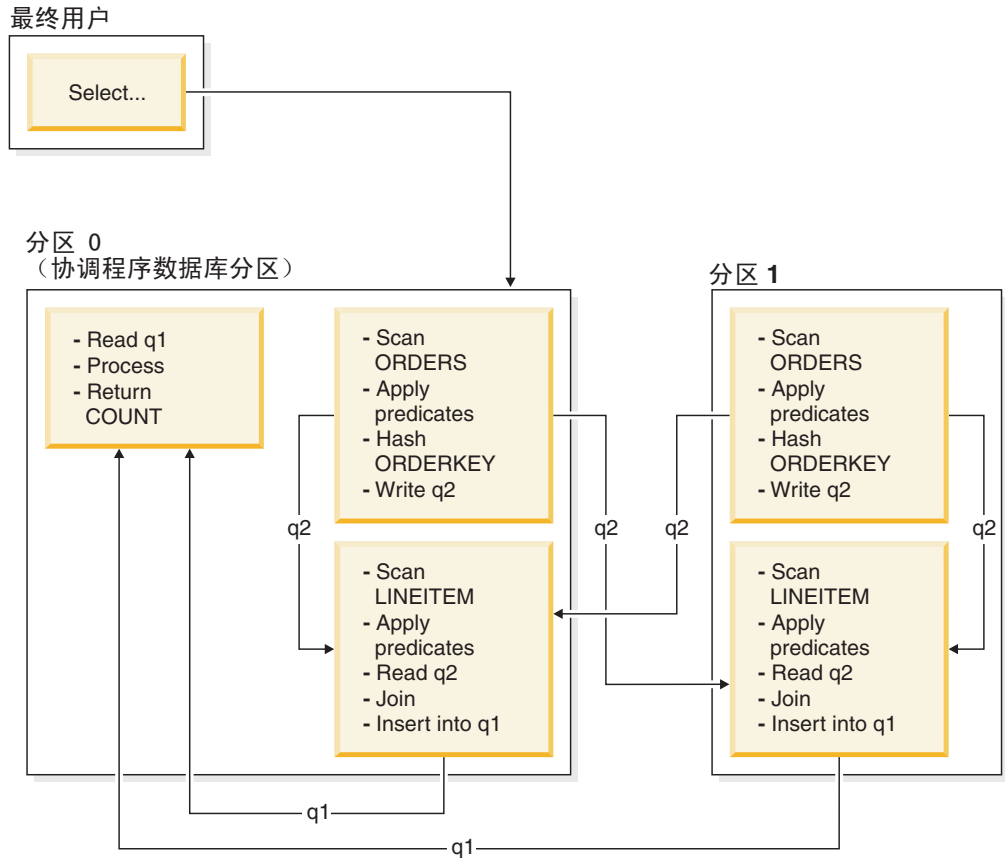 最终用户
Select...
分区 0
（协调程序数据库分区）
- Read q1
- Process
- Return
COUNT
- Scan
ORDERS
- Apply
predicates
- Hash
ORDERKEY
- Write q2
分区 1
- Scan
ORDERS
- Apply
predicates
- Hash
ORDERKEY
- Write q2
q2
q2
q2
q2
- Scan
LINEITEM
- Apply
predicates
- Read q2
- Join
- Insert into q1
- Scan
LINEITEM
- Apply
predicates
- Read q2
- Join
- Insert into q1
q1
q1